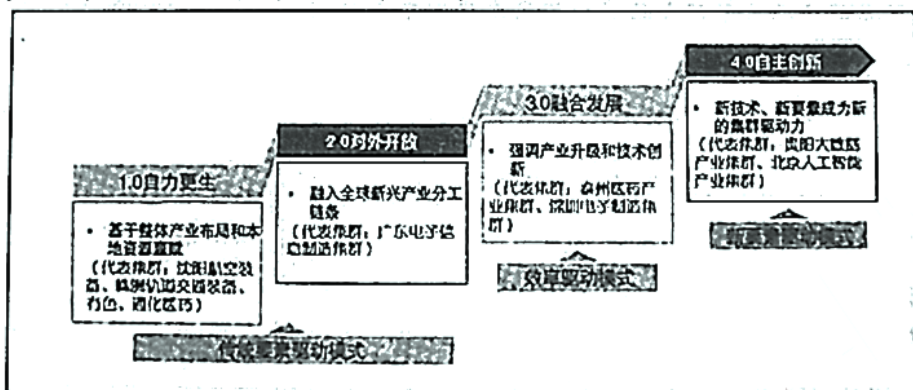 1.0自力更生
• 基于整体产业布局和本
地资源禀赋
（代表集群：沈阳航空装
备、株洲轨道交通装备、
有色、通化医药）
2.0对外开放
• 融入全球新兴产业分工
链条
（代表集群：广东电子信
息制造集群）
传统要素驱动模式
3.0融合发展
• 强调产业升级和技术创
新
（代表集群：泰州医药产
业集群、深圳电子制造集
群）
效率驱动模式
4.0自主创新
• 新技术、新要素成为新
的集群驱动力
（代表集群：贵阳大数据
产业集群、北京人工智能
产业集群）
要素驱动模式